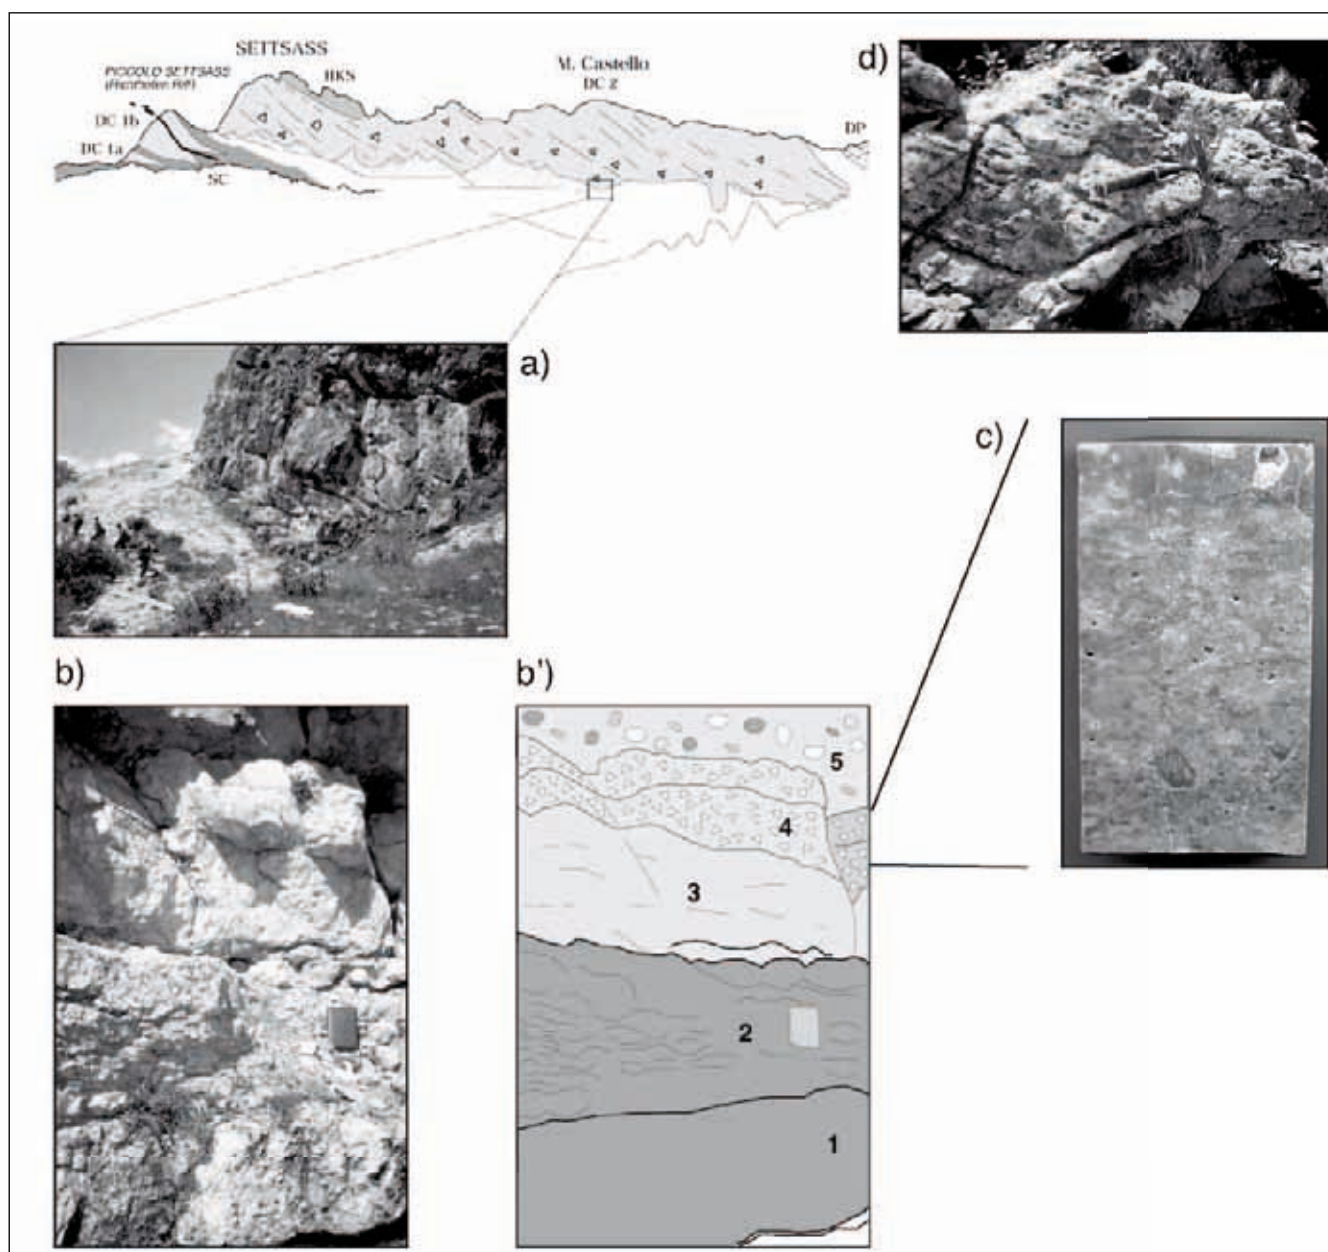 SETTSASS
PICCOLO SETTSASS
(Richthofen Riff)
HKS
M. Castello
DC 2
DC 1b
DC 1a
SC
DP
d)
a)
c)
b)
b')
5
4
3
2
1